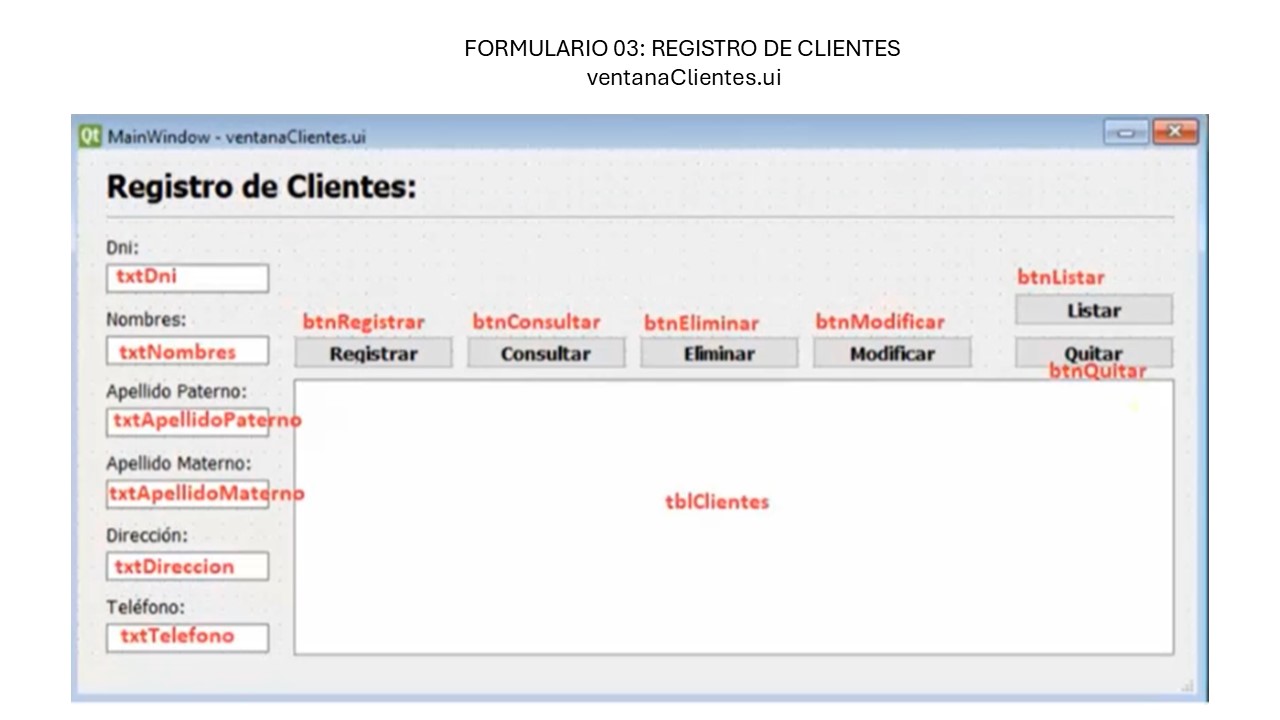 FORMULARIO 03: REGISTRO DE CLIENTES
ventanaClientes.ui
Qt MainWindow - ventanaClientes.ui
Registro de Clientes:
Dni:
txtDni
btnListar
Listar
Nombres:
btnRegistrar btnConsultar btnEliminar btnModificar
txtNombres
Registrar Consultar Eliminar Modificar Quitar
btnQuitar
Apellido Paterno:
txtApellidoPaterno
Apellido Materno:
txtApellidoMaterno
tblClientes
Dirección:
txtDireccion
Teléfono:
txtTelefono